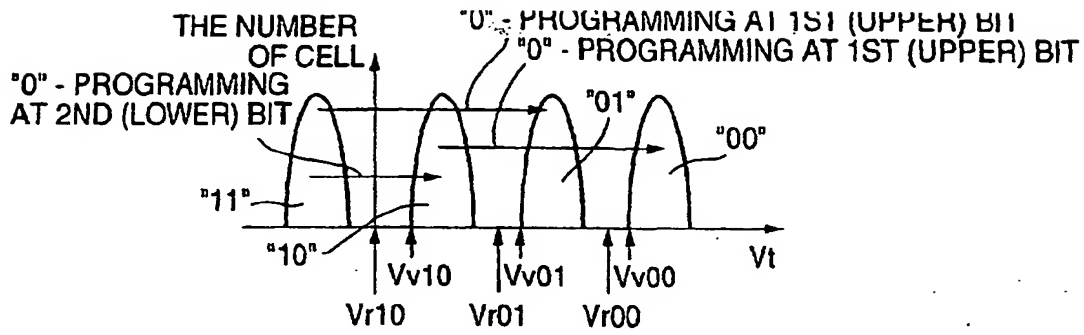 THE NUMBER
OF CELL
"0" - PROGRAMMING AT 1ST (UPPER) BIT
"0" - PROGRAMMING AT 1ST (UPPER) BIT
"0" - PROGRAMMING
AT 2ND (LOWER) BIT
"01"
"00"
"11"
"10"
Vt
Vv10
Vv01
Vv00
Vr10
Vr01
Vr00